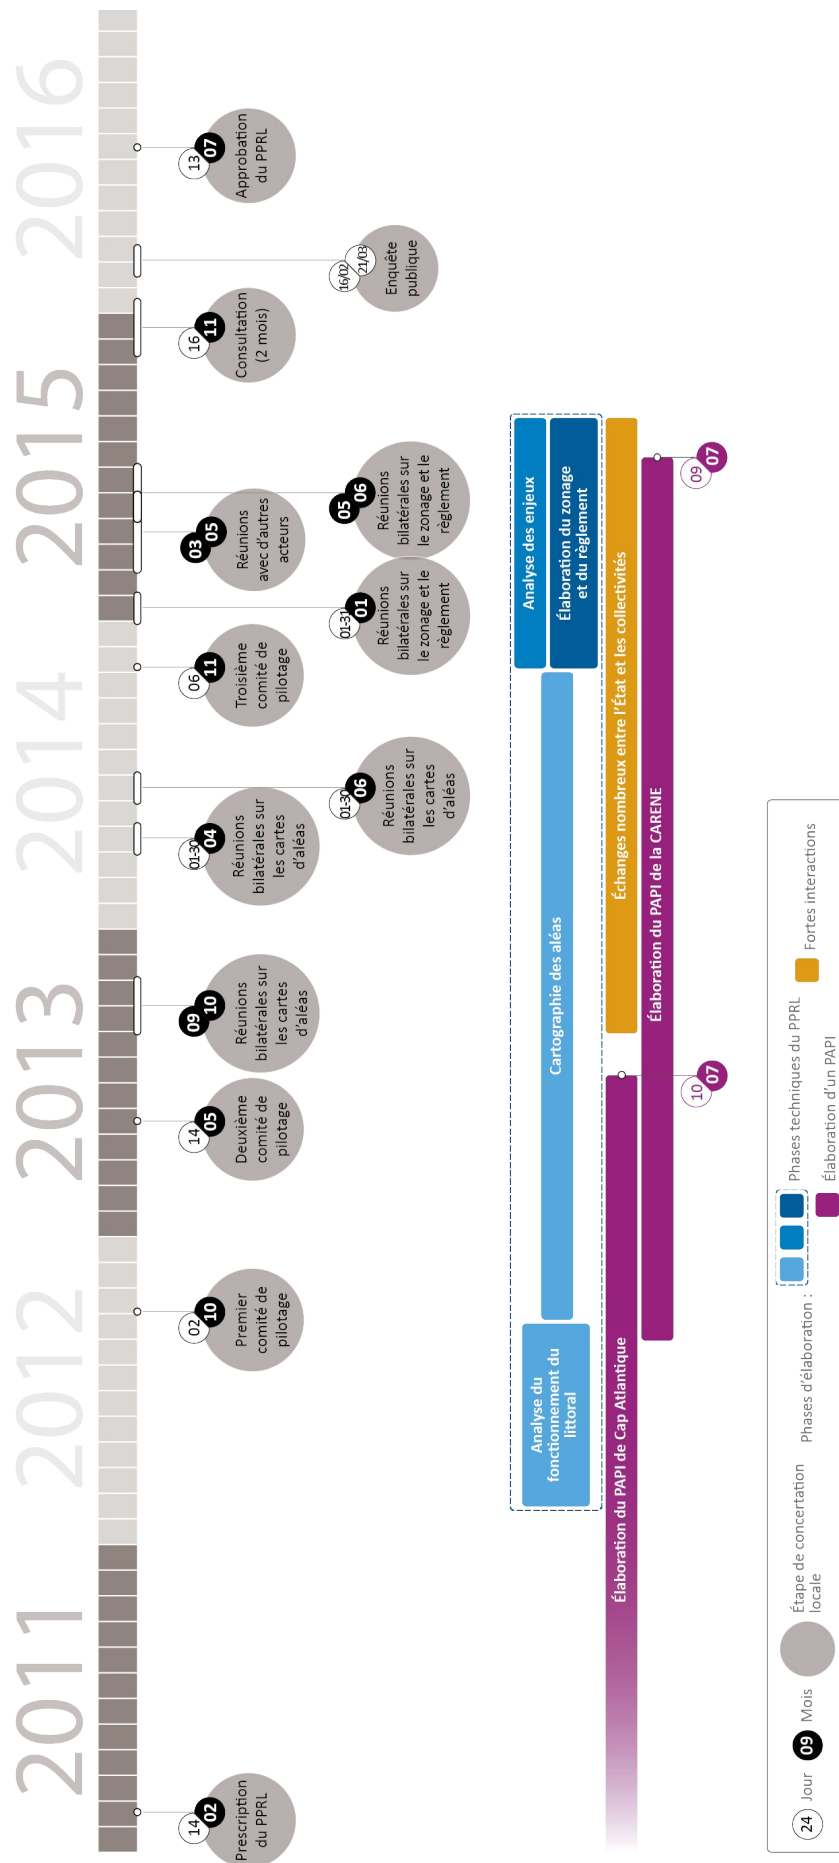 2011
2012
2013
2014
2015
2016
14
02
Prescription
du PPRL
02
10
Premier
comité de
pilotage
14
05
Deuxième
comité de
pilotage
09
10
Réunions
bilatérales sur
les cartes
d'aléas
01-30
04
Réunions
bilatérales sur
les cartes
d'aléas
01-30
06
Réunions
bilatérales sur
les cartes
d'aléas
06
11
Troisième
comité de
pilotage
01-31
01
Réunions
bilatérales sur
le zonage et le
règlement
03
05
Réunions
avec d'autres
acteurs
05
06
Réunions
bilatérales sur
le zonage et le
règlement
16
11
Consultation
(2 mois)
16/02
21/03
Enquête
publique
13
07
Approbation
du PPRL
Analyse du
fonctionnement du
littoral
Cartographie des aléas
Analyse des enjeux
Élaboration du zonage
et du règlement
Élaboration du PAPI de Cap Atlantique
10
07
Échanges nombreux entre l'État et les collectivités
Élaboration du PAPI de la CARENE
09
07
24 Jour
09 Mois
Étape de concertation
locale
Phases d'élaboration :
Phases techniques du PPRL
Fortes interactions
Élaboration d'un PAPI